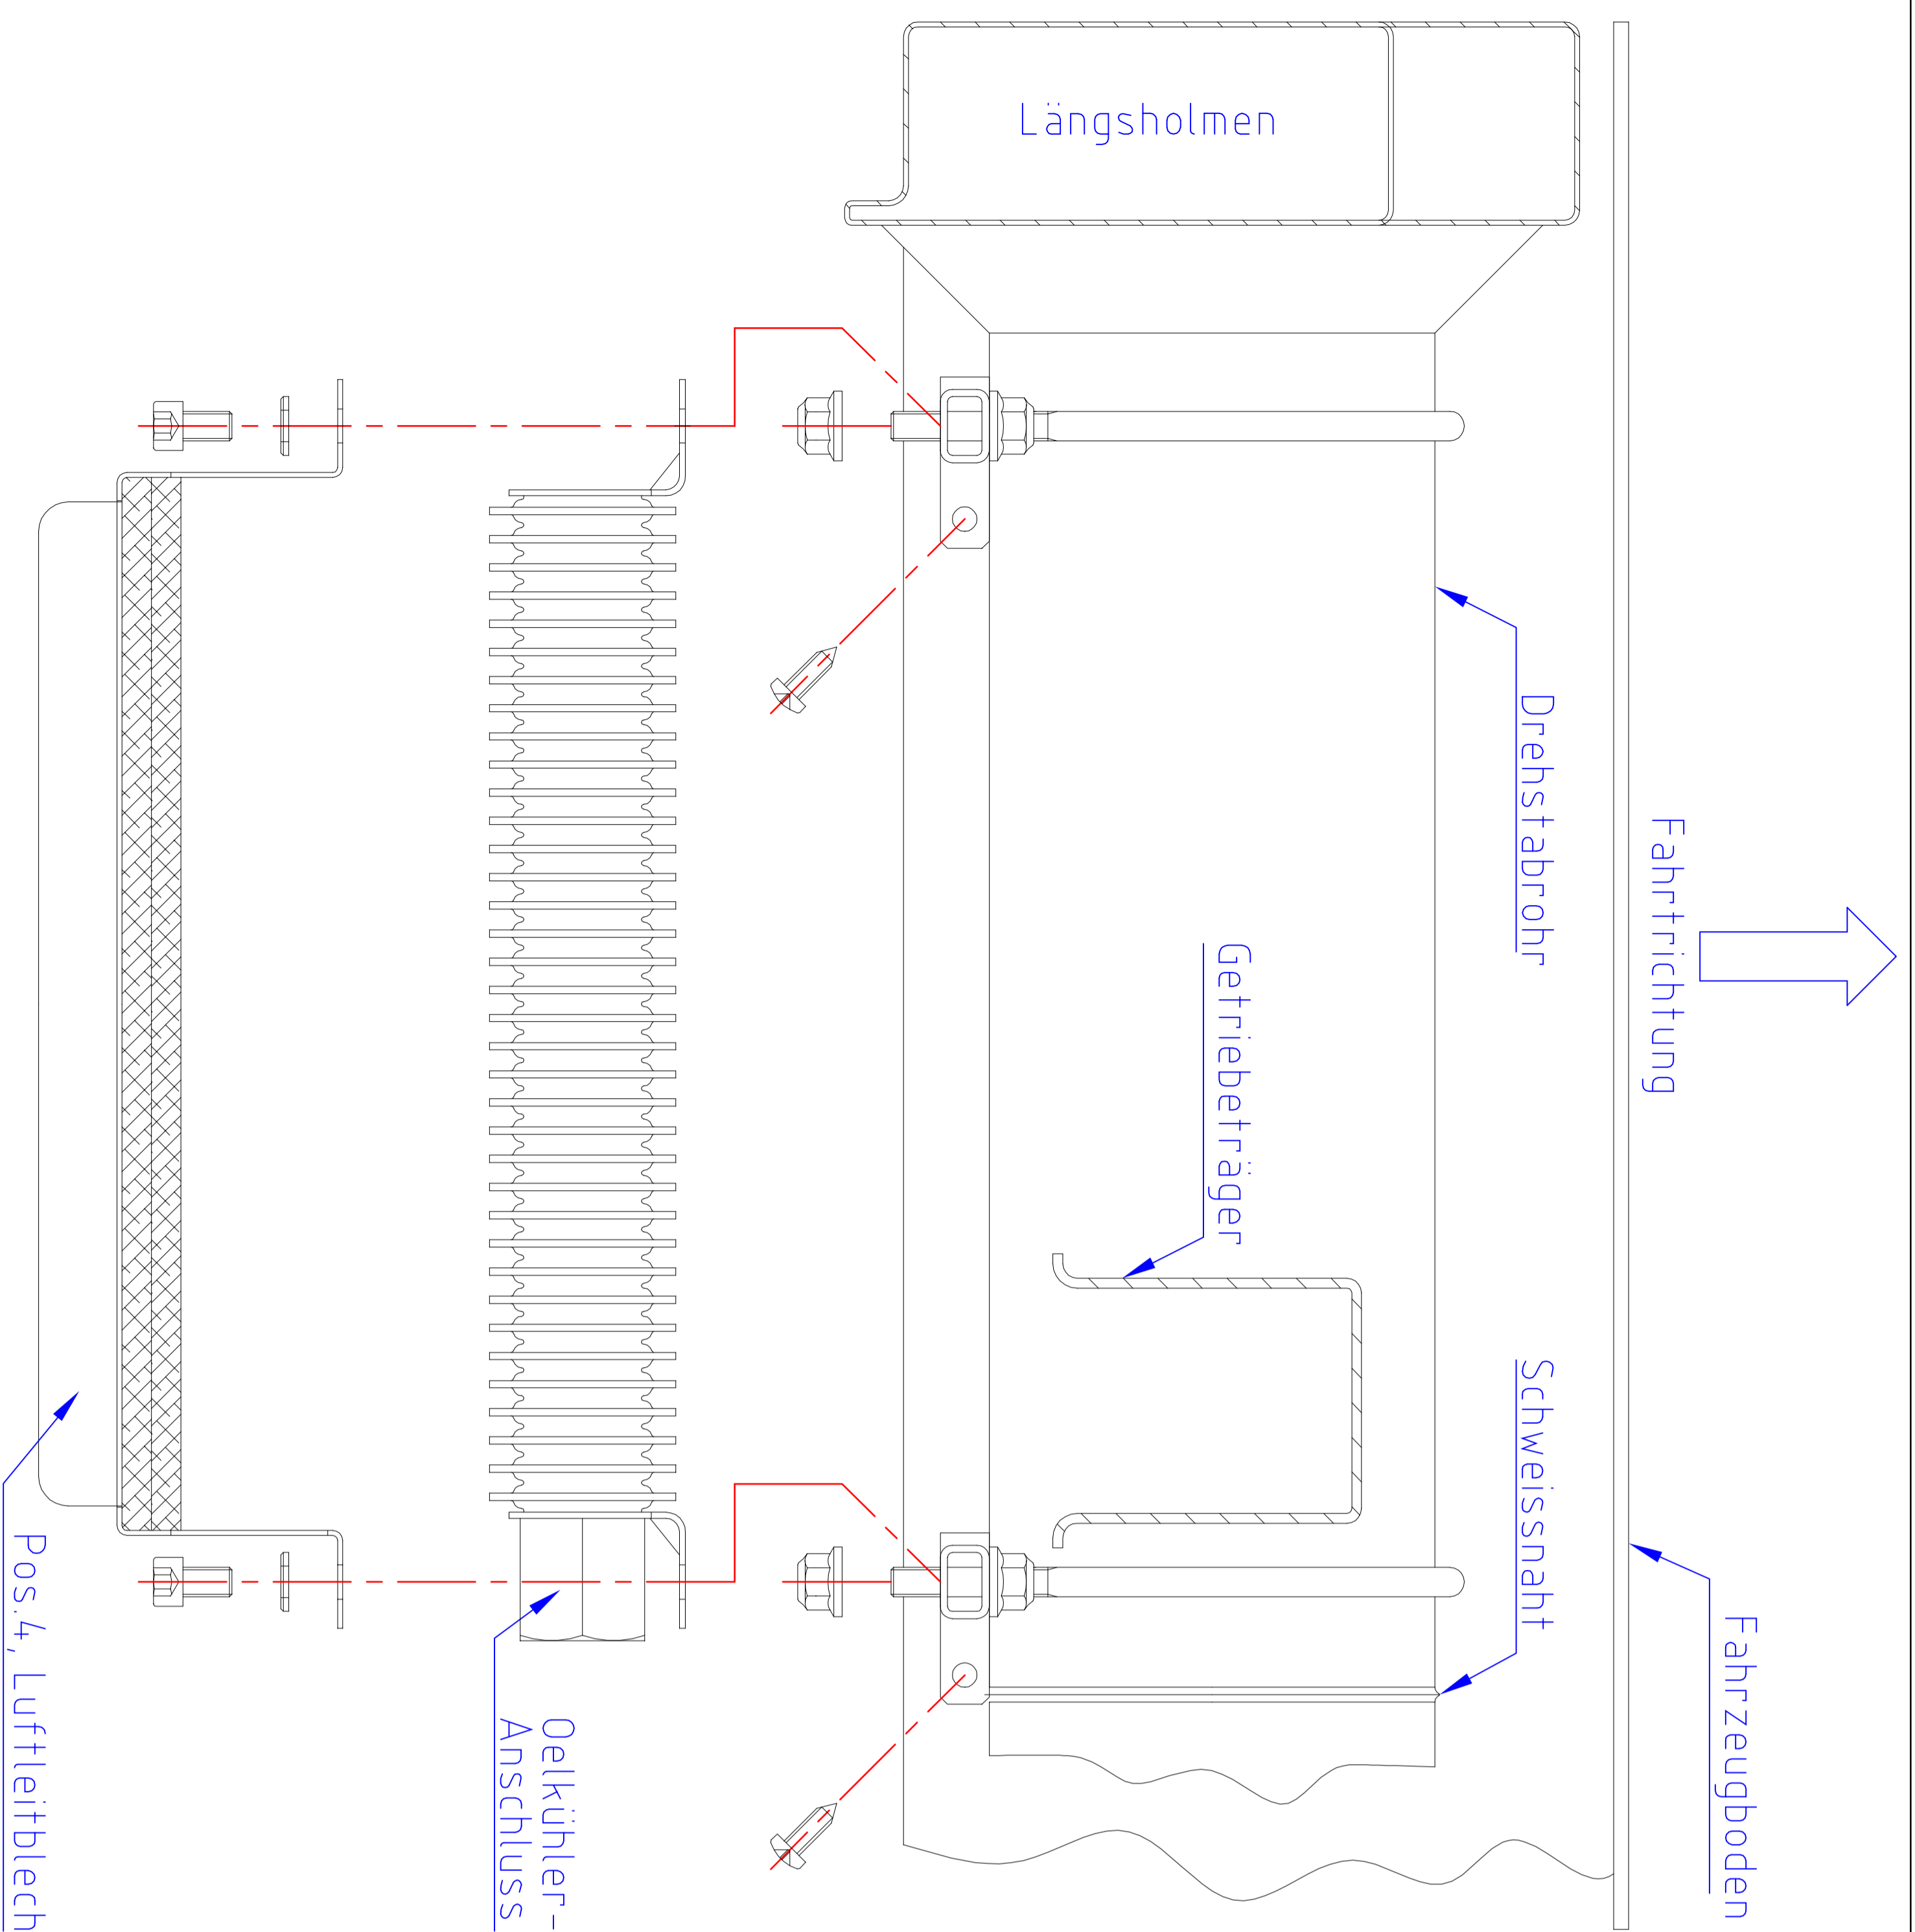 Längsholmen
Fahrtrichtung
Drehstabrohr
Getriebeträger
Schweissnaht
Fahrzeugboden
Oelkühler-
Anschluss
Pos.4, Luftleitblech